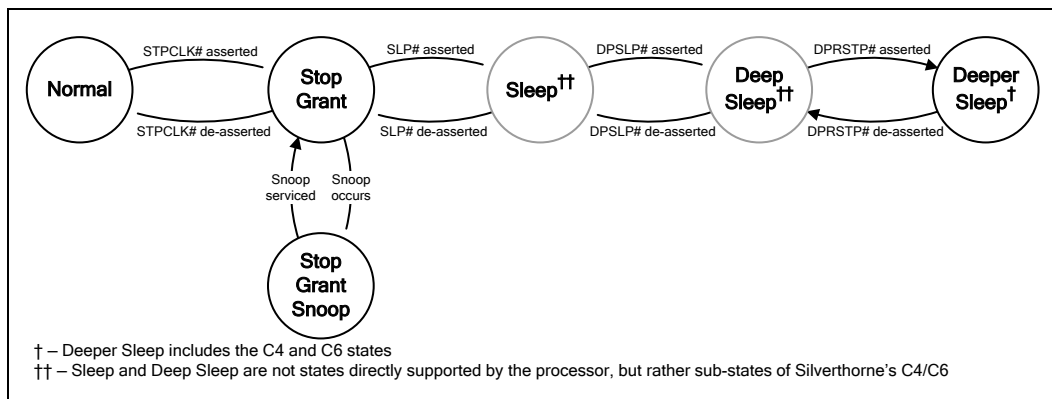 STPCLK# asserted
SLP# asserted
DPSLP# asserted
DPRSTP# asserted
Normal
Stop
Grant
Sleep††
Deep
Sleep††
Deeper
Sleep†
STPCLK# de-asserted
SLP# de-asserted
DPSLP# de-asserted
DPRSTP# de-asserted
Snoop
serviced
Snoop
occurs
Stop
Grant
Snoop
† – Deeper Sleep includes the C4 and C6 states
†† – Sleep and Deep Sleep are not states directly supported by the processor, but rather sub-states of Silverthorne's C4/C6